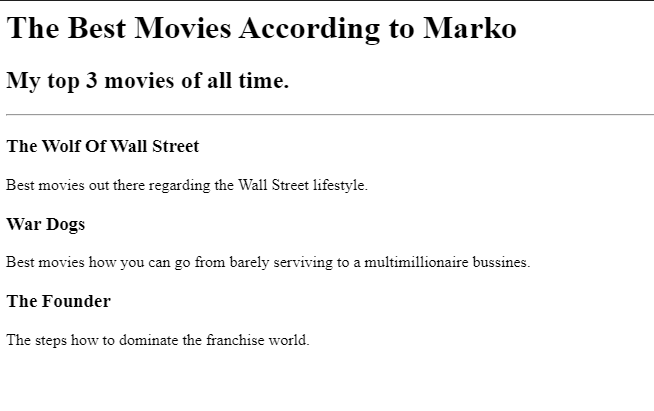 The Best Movies According to Marko
My top 3 movies of all time.
The Wolf Of Wall Street
Best movies out there regarding the Wall Street lifestyle.
War Dogs
Best movies how you can go from barely serviving to a multimillionaire bussines.
The Founder
The steps how to dominate the franchise world.